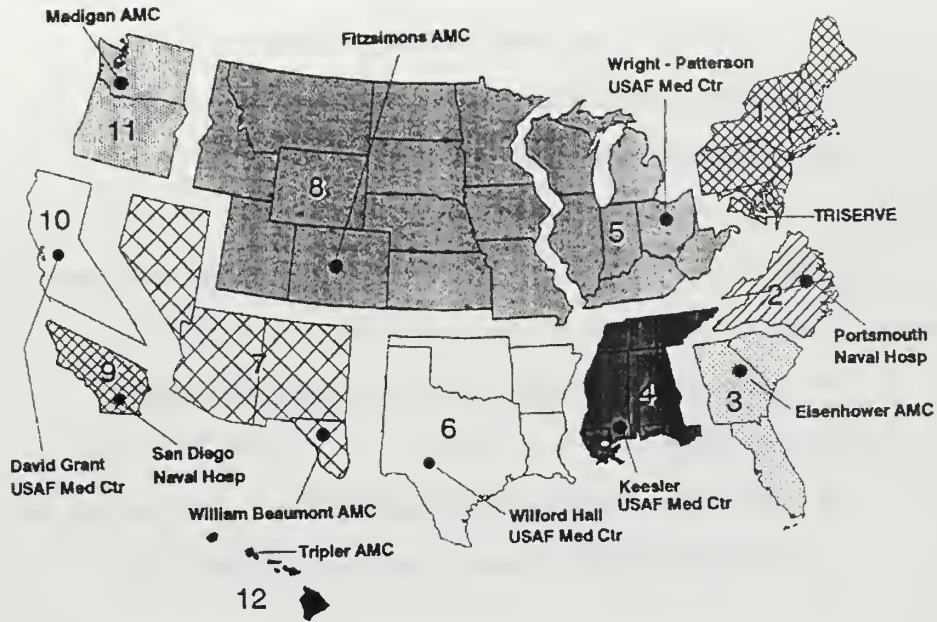 Madigan AMC
Fitzsimons AMC
Wright - Patterson
USAF Med Ctr
1
11
8
5
10
TRISERVE
2
Portsmouth
Naval Hosp
9
7
6
4
3
Eisenhower AMC
David Grant
USAF Med Ctr
San Diego
Naval Hosp
William Beaumont AMC
Wilford Hall
USAF Med Ctr
Keesler
USAF Med Ctr
Tripler AMC
12